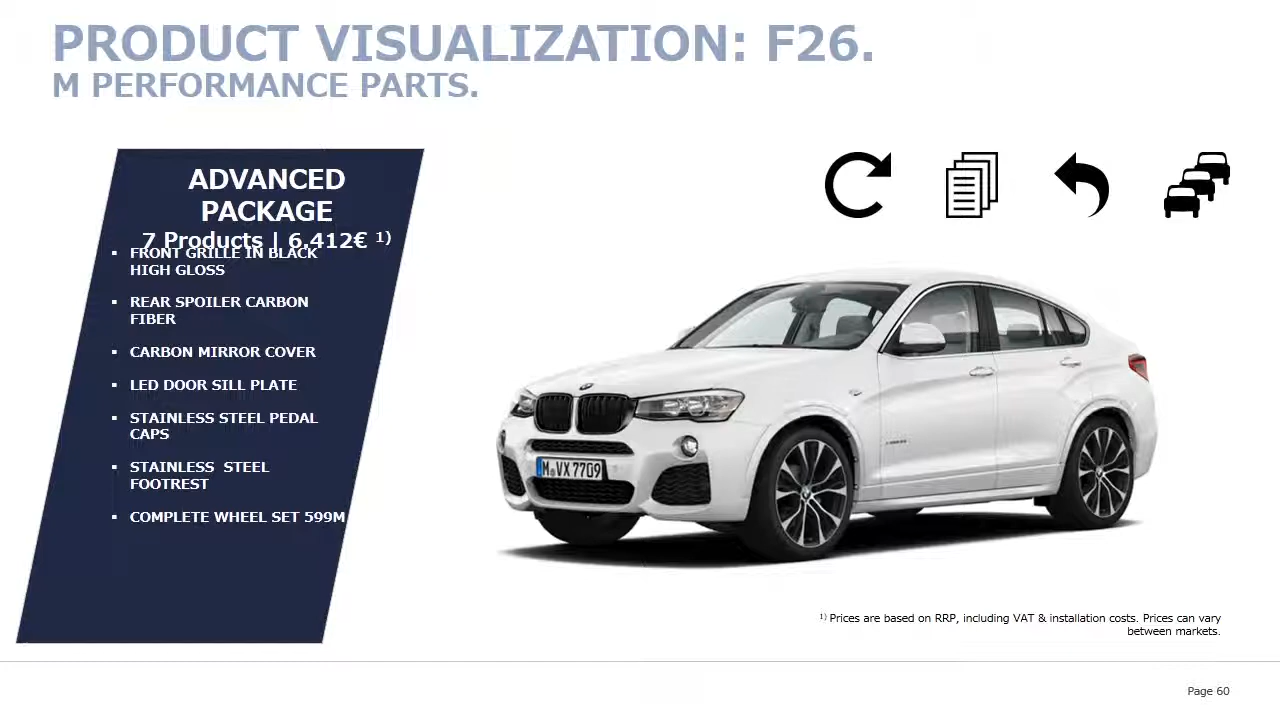 PRODUCT VISUALIZATION: F26.
M PERFORMANCE PARTS.
ADVANCED
PACKAGE
7 Products | 6.412€ 1)
▪ FRONT GRILLE IN BLACK
HIGH GLOSS
▪ REAR SPOILER CARBON
FIBER
▪ CARBON MIRROR COVER
▪ LED DOOR SILL PLATE
▪ STAINLESS STEEL PEDAL
CAPS
▪ STAINLESS  STEEL
FOOTREST
▪ COMPLETE WHEEL SET 599M
M VX 7709
1) Prices are based on RRP, including VAT & installation costs. Prices can vary
between markets.
Page 60